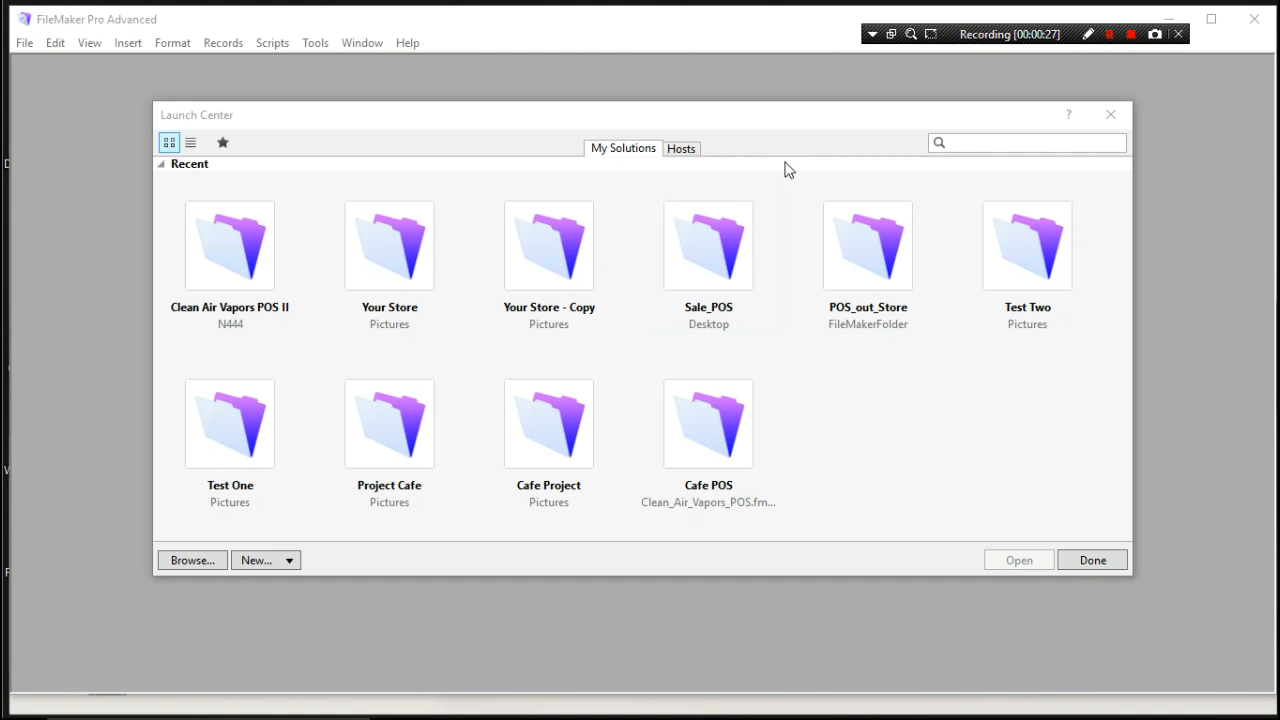 FileMaker Pro Advanced
File Edit View Insert Format Records Scripts Tools Window Help
Recording [00:00:27]
Launch Center
?
My Solutions Hosts
Recent
Clean Air Vapors POS II Your Store Your Store - Copy Sale_POS POS_out_Store Test Two
N444 Pictures Pictures Desktop FileMakerFolder Pictures
Test One Project Cafe Cafe Project Cafe POS
Pictures Pictures Pictures Clean_Air_Vapors_POS.fm...
Browse... New... Open Done